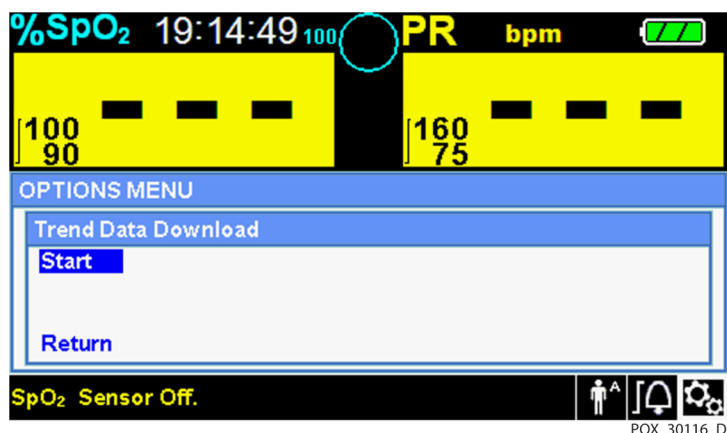 %SpO₂ 19:14:49 100 PR bpm
--- ---
100 160
90 75
OPTIONS MENU
Trend Data Download
Start
Return
SpO₂ Sensor Off. A
POX_30116_D